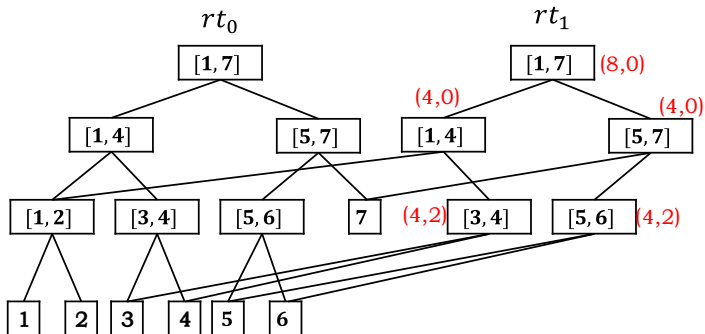 rt₀ rt₁
[1,7] [1,7] (8,0)
(4,0) (4,0)
[1,4] [5,7] [1,4] [5,7]
[1,2] [3,4] [5,6] 7 (4,2) [3,4] [5,6] (4,2)
1 2 3 4 5 6